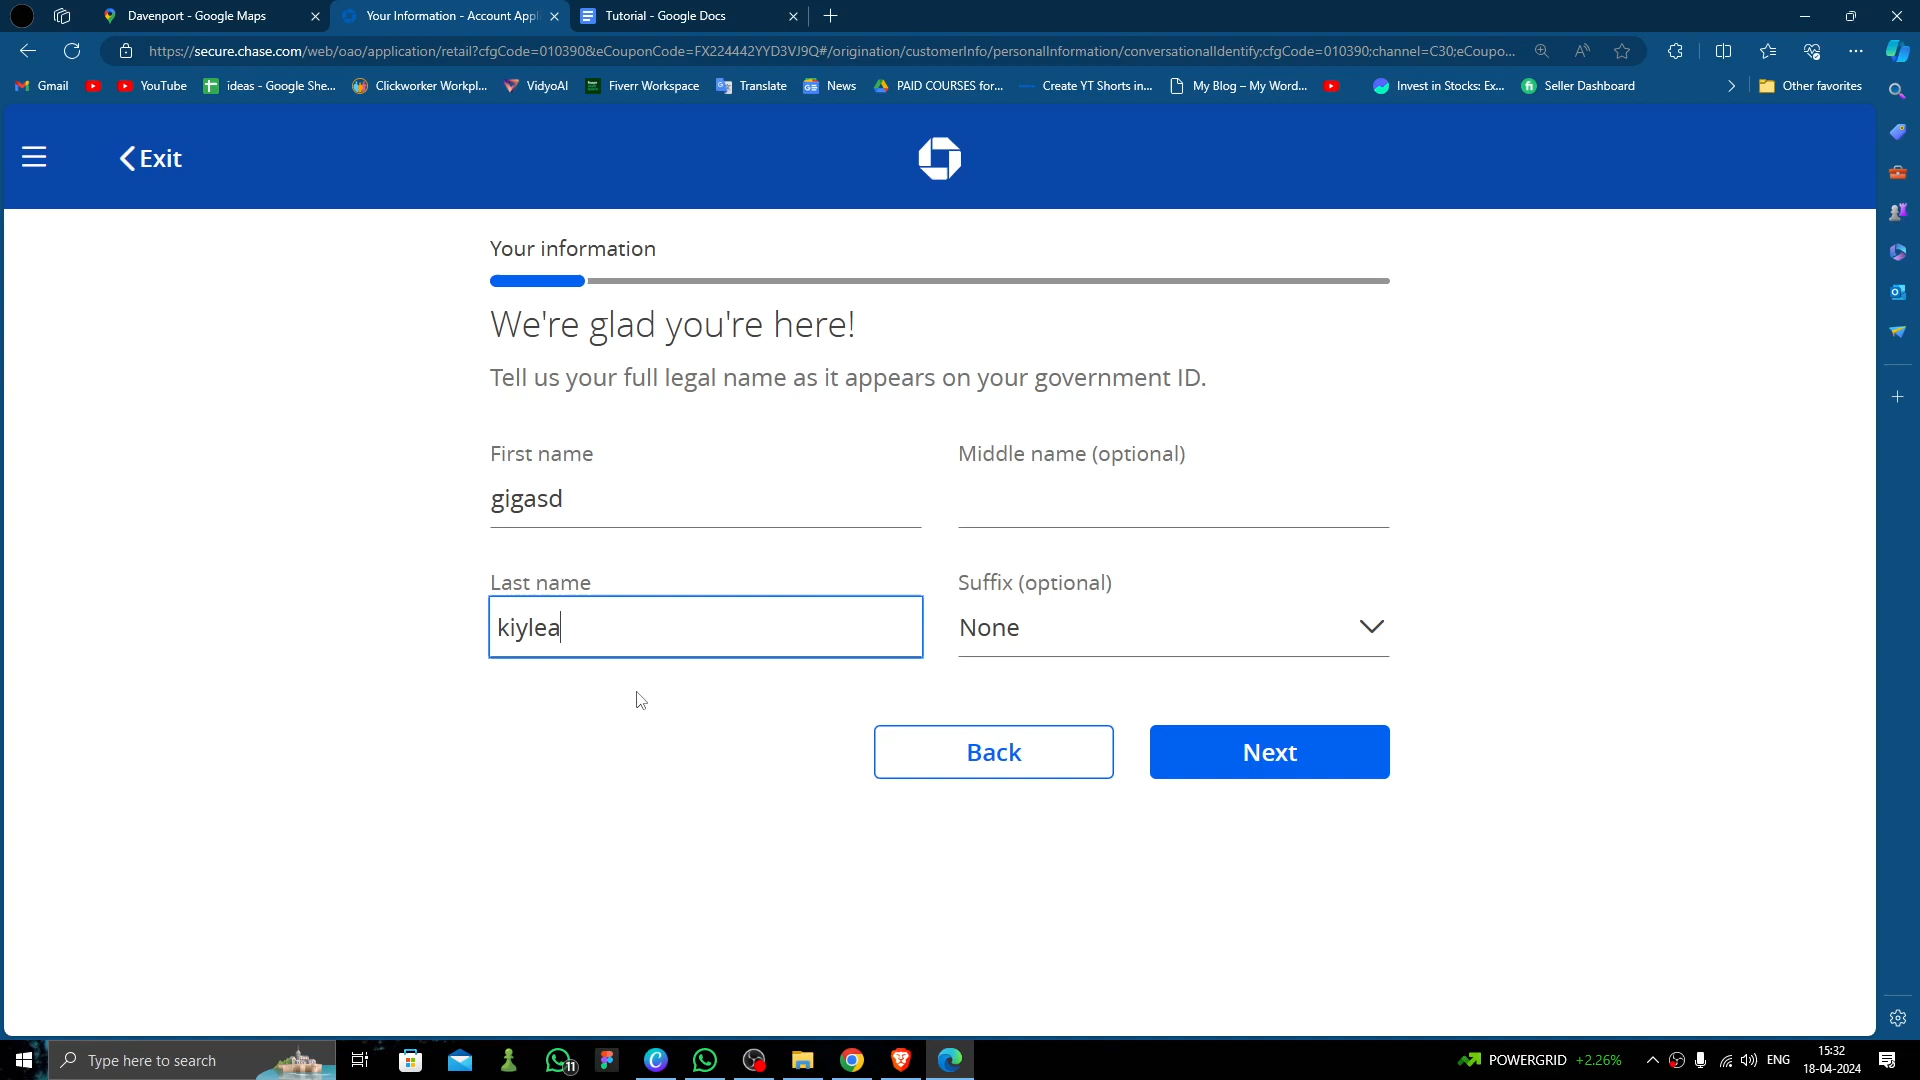 Davenport - Google Maps
Your Information - Account Appli
Tutorial - Google Docs
https://secure.chase.com/web/oao/application/retail?cfgCode=010390&eCouponCode=FX224442YYD3VJ9Q#/origination/customerInfo/personalInformation/conversationalIdentify;cfgCode=010390;channel=C30;eCoupo...
Gmail
YouTube
ideas - Google She...
Clickworker Workpl...
VidyoAI
Fiverr Workspace
Translate
News
PAID COURSES for...
Create YT Shorts in...
My Blog – My Word...
Invest in Stocks: Ex...
Seller Dashboard
Other favorites
Exit
Your information
We're glad you're here!
Tell us your full legal name as it appears on your government ID.
First name
Middle name (optional)
gigasd
Last name
Suffix (optional)
kiylea
None
Back
Next
Type here to search
11
POWERGRID +2.26%
ENG
15:32
18-04-2024